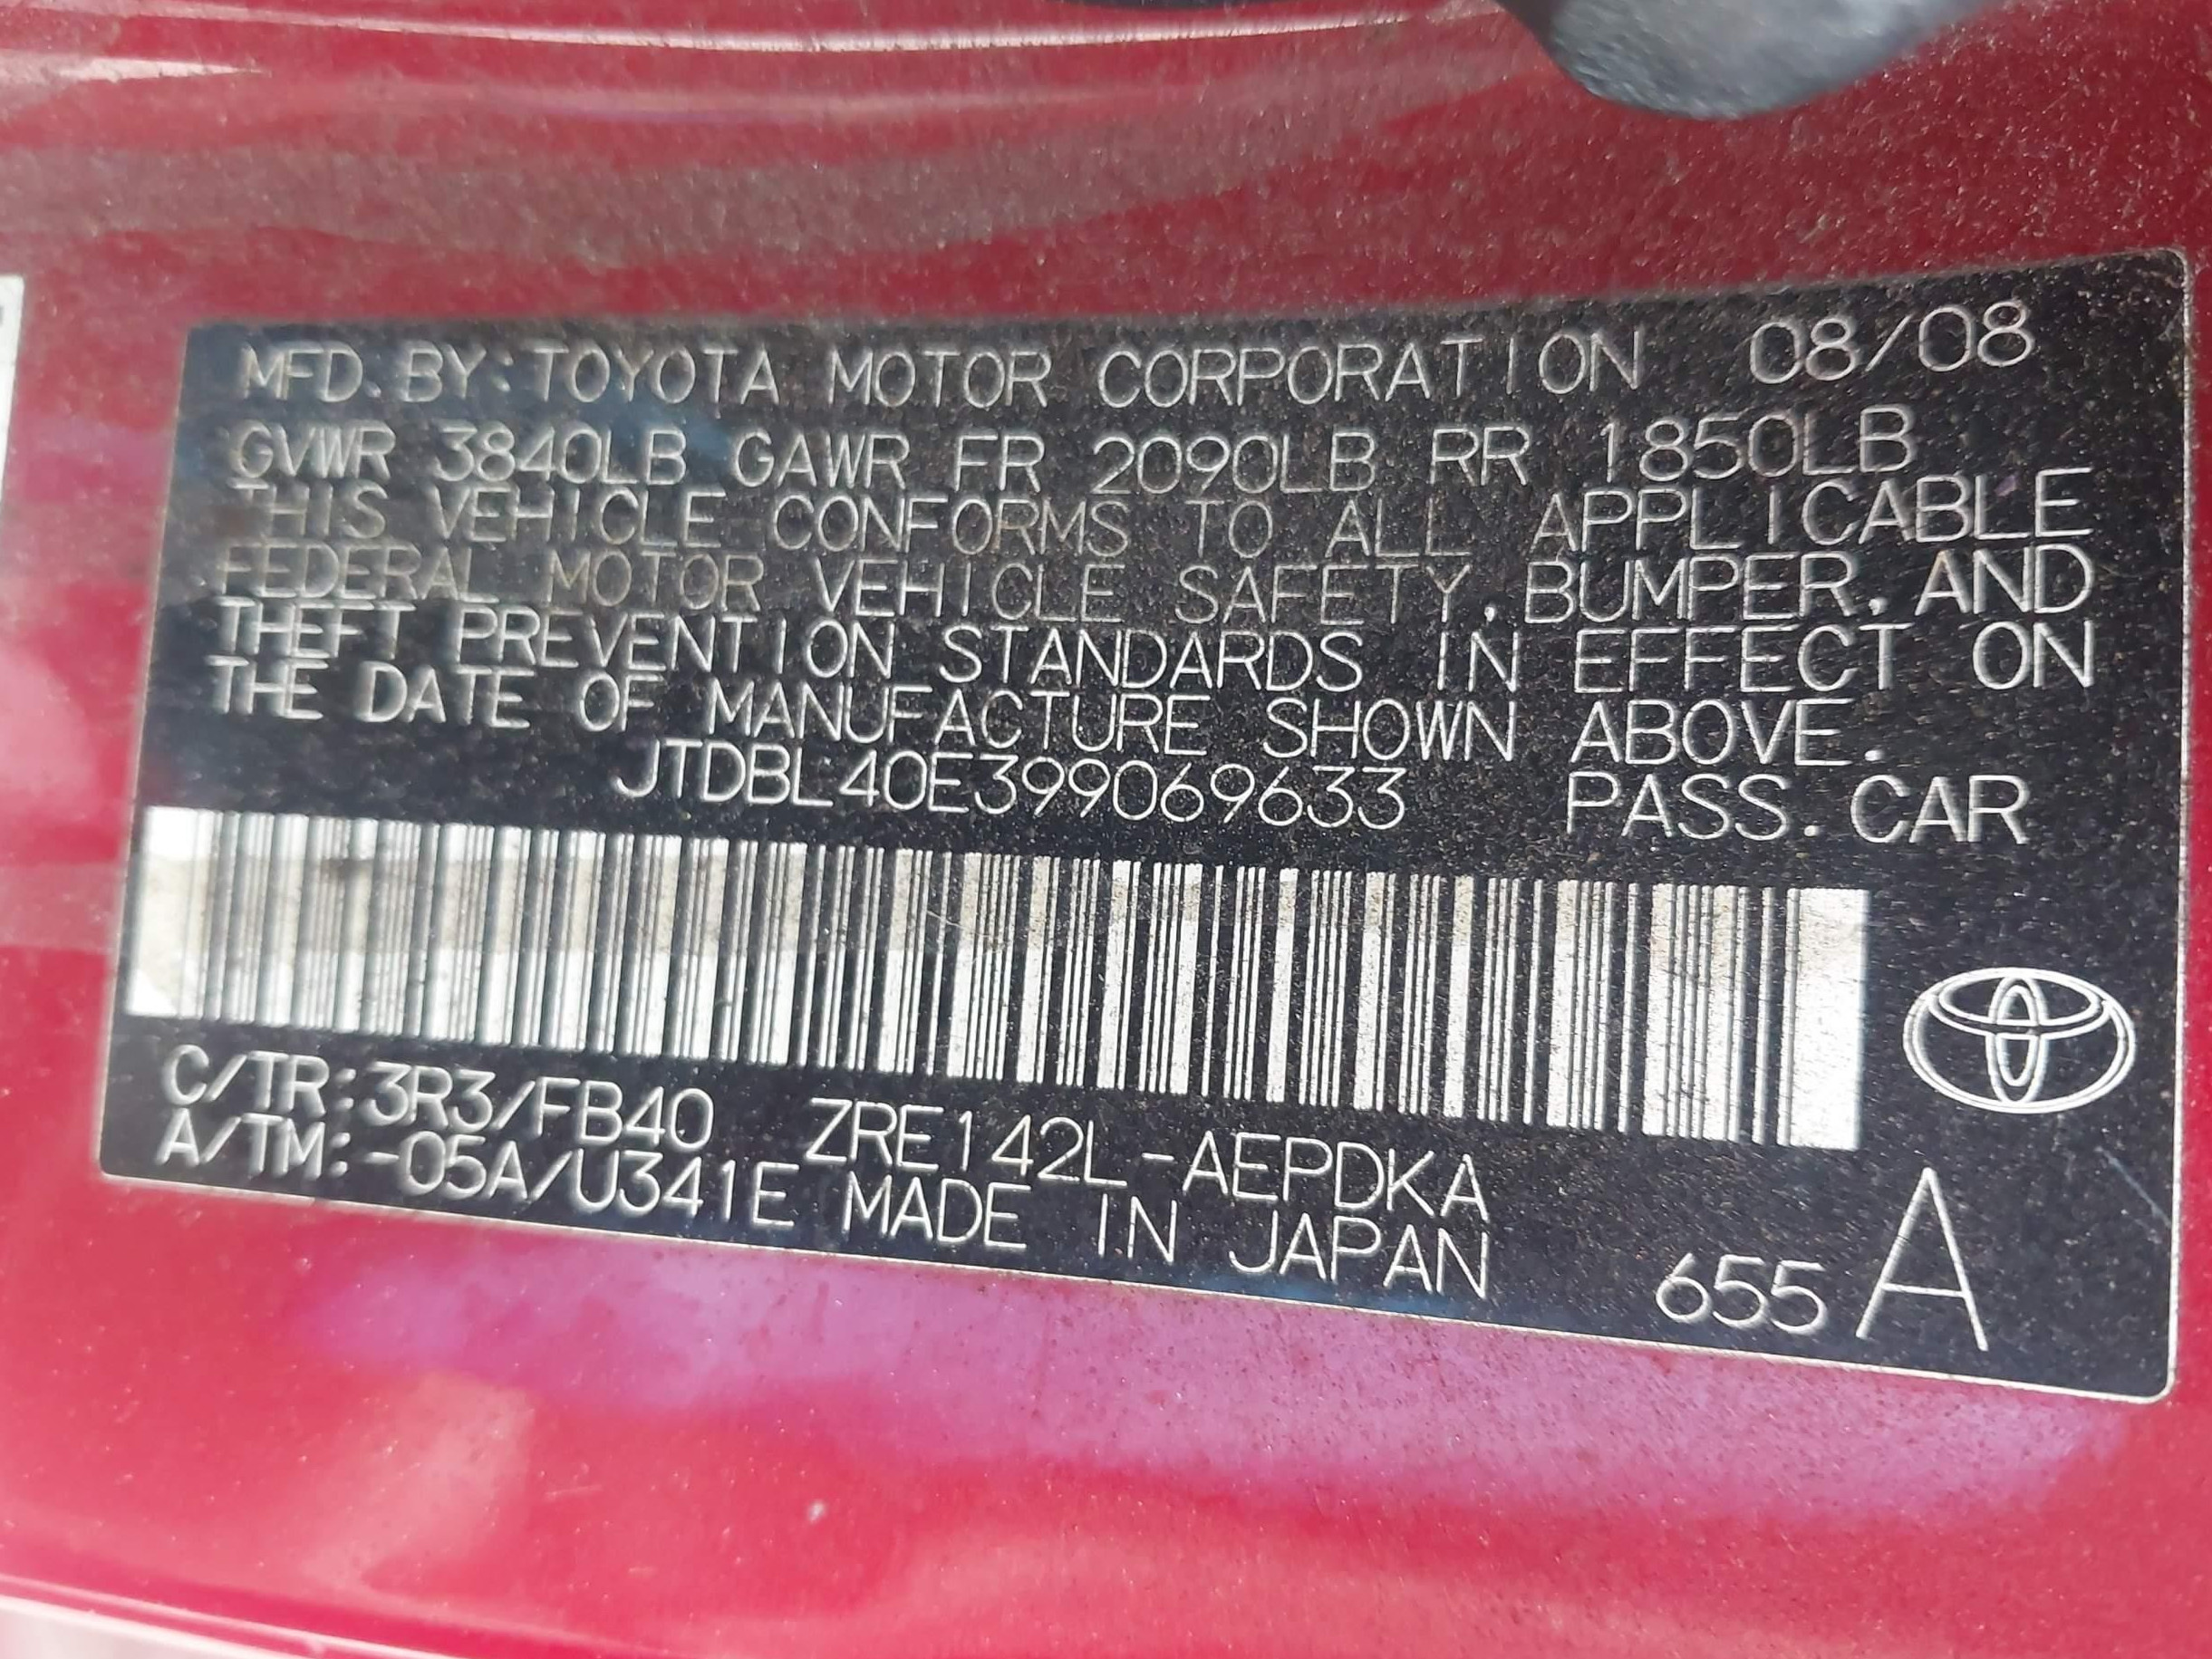 MFD. BY: TOYOTA MOTOR CORPORATION 08/08
GVWR 3840LB GAWR FR 2090LB RR 1850LB
THIS VEHICLE CONFORMS TO ALL APPLICABLE
FEDERAL MOTOR VEHICLE SAFETY, BUMPER, AND
THEFT PREVENTION STANDARDS IN EFFECT ON
THE DATE OF MANUFACTURE SHOWN ABOVE.
JTDBL40E399069633 PASS. CAR
C/TR:3R3/FB40 ZRE142L-AEPDKA
A/TM:-05A/U341E MADE IN JAPAN 655 A